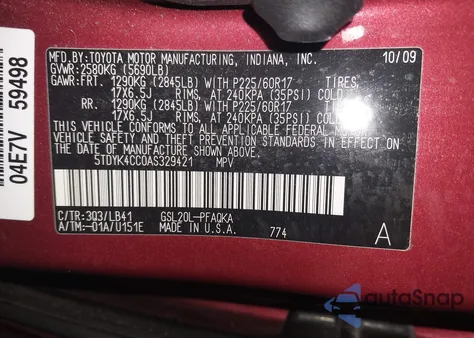 MFD. BY: TOYOTA MOTOR MANUFACTURING, INDIANA, INC. 10/09
GVWR: 2580KG (5690LB)
GAWR: FRT. 1290KG (2845LB) WITH P225/60R17 TIRES,
17X6.5J RIMS, AT 240KPA (35PSI) COLD
RR. 1290KG (2845LB) WITH P225/60R17 TIRES,
17X6.5J RIMS, AT 240KPA (35PSI) COLD
THIS VEHICLE CONFORMS TO ALL APPLICABLE FEDERAL MOTOR
VEHICLE SAFETY AND THEFT PREVENTION STANDARDS IN EFFECT ON
THE DATE OF MANUFACTURE SHOWN ABOVE.
5TDYK4CC0AS329421 MPV
C/TR: 3Q3/LB41 GSL20L-PFAQKA
A/TM: -01A/U151E MADE IN U.S.A. 774 A
04E7V 59498
autoSnap